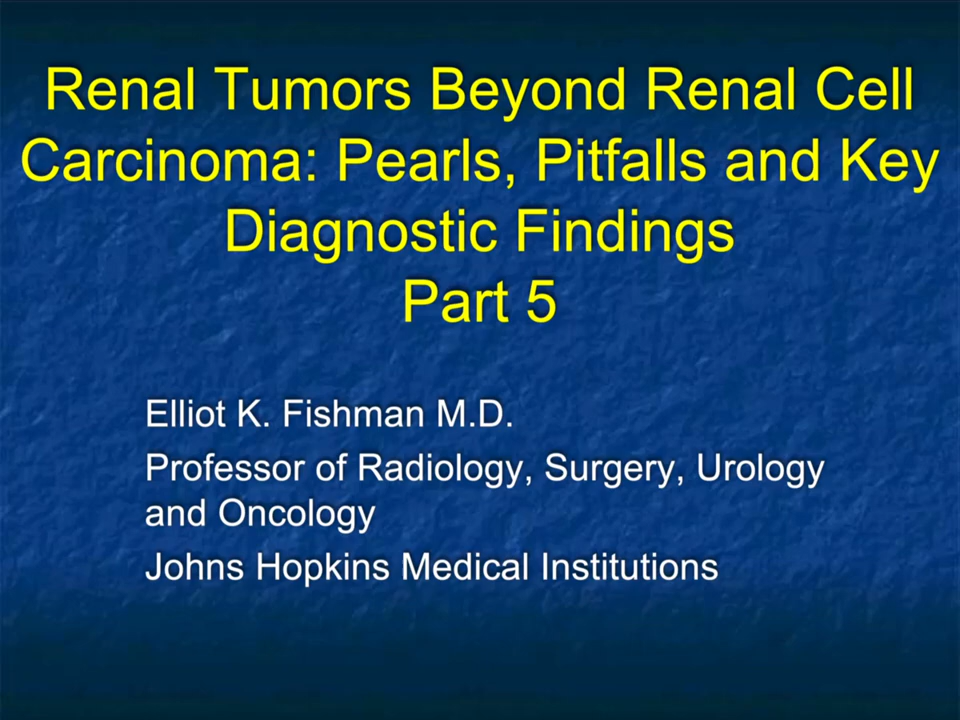 Renal Tumors Beyond Renal Cell
Carcinoma: Pearls, Pitfalls and Key
Diagnostic Findings
Part 5
Elliot K. Fishman M.D.
Professor of Radiology, Surgery, Urology
and Oncology
Johns Hopkins Medical Institutions